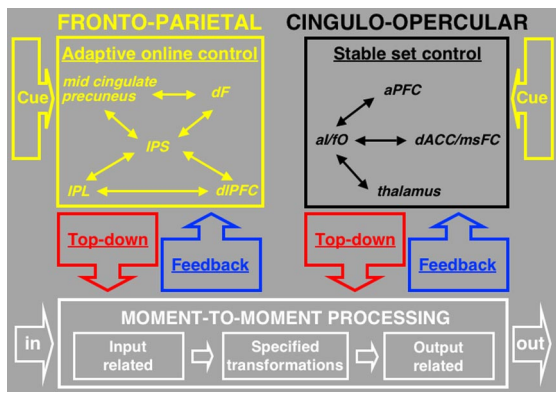 FRONTO-PARIETAL
CINGULO-OPERCULAR
Adaptive online control
mid cingulate
precuneus
dF
IPS
IPL
dlPFC
Stable set control
aPFC
aI/fO
dACC/msFC
thalamus
Cue
Cue
Top-down
Feedback
Top-down
Feedback
MOMENT-TO-MOMENT PROCESSING
in
Input
related
Specified
transformations
Output
related
out